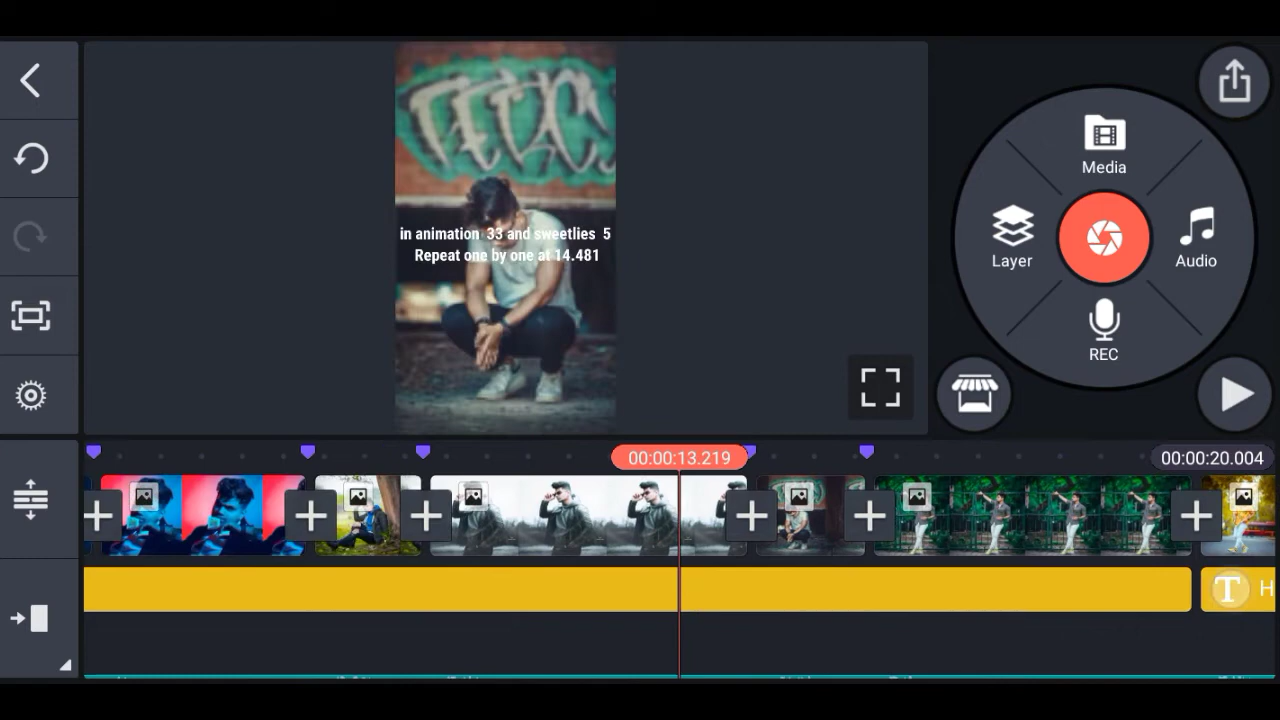 Media
Layer
Audio
REC
in animation  33 and sweetlies  5
Repeat one by one at 14.481
00:00:13.219
00:00:20.004
T H